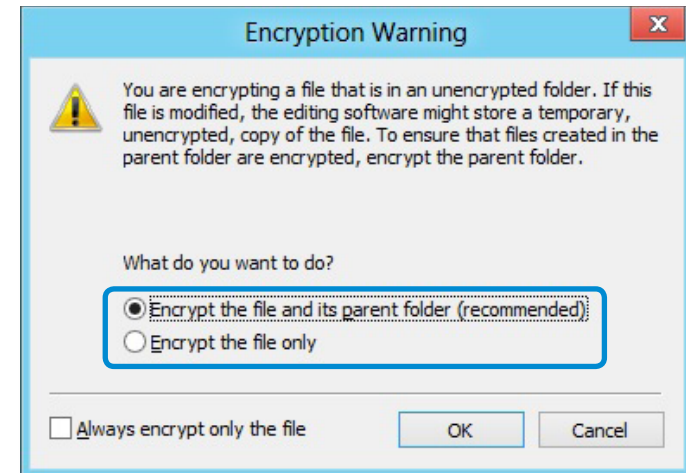 Encryption Warning
You are encrypting a file that is in an unencrypted folder. If this
file is modified, the editing software might store a temporary,
unencrypted, copy of the file. To ensure that files created in the
parent folder are encrypted, encrypt the parent folder.
What do you want to do?
Encrypt the file and its parent folder (recommended)
Encrypt the file only
Always encrypt only the file
OK
Cancel